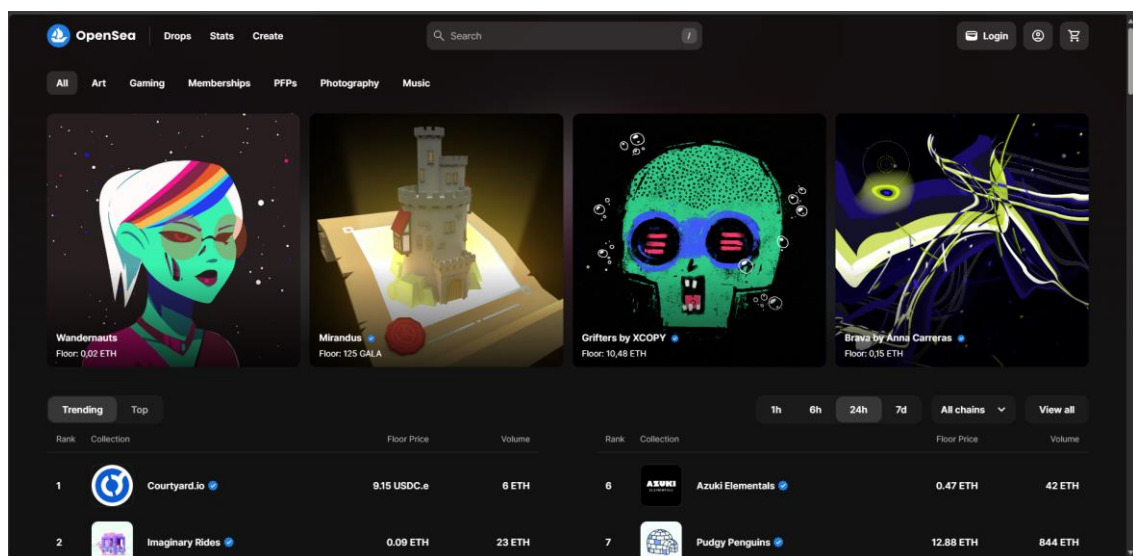 OpenSea Drops Stats Create Search / Login
All Art Gaming Memberships PFPs Photography Music
Wandernauts
Floor: 0,02 ETH
Mirandus
Floor: 125 GALA
Grifters by XCOPY
Floor: 10,48 ETH
Brava by Anna Carreras
Floor: 0,15 ETH
Trending Top 1h 6h 24h 7d All chains View all
Rank Collection Floor Price Volume Rank Collection Floor Price Volume
1 Courtyard.io 9.15 USDC.e 6 ETH 6 AZUKI Azuki Elementals 0.47 ETH 42 ETH
2 Imaginary Rides 0.09 ETH 23 ETH 7 Pudgy Penguins 12.88 ETH 844 ETH